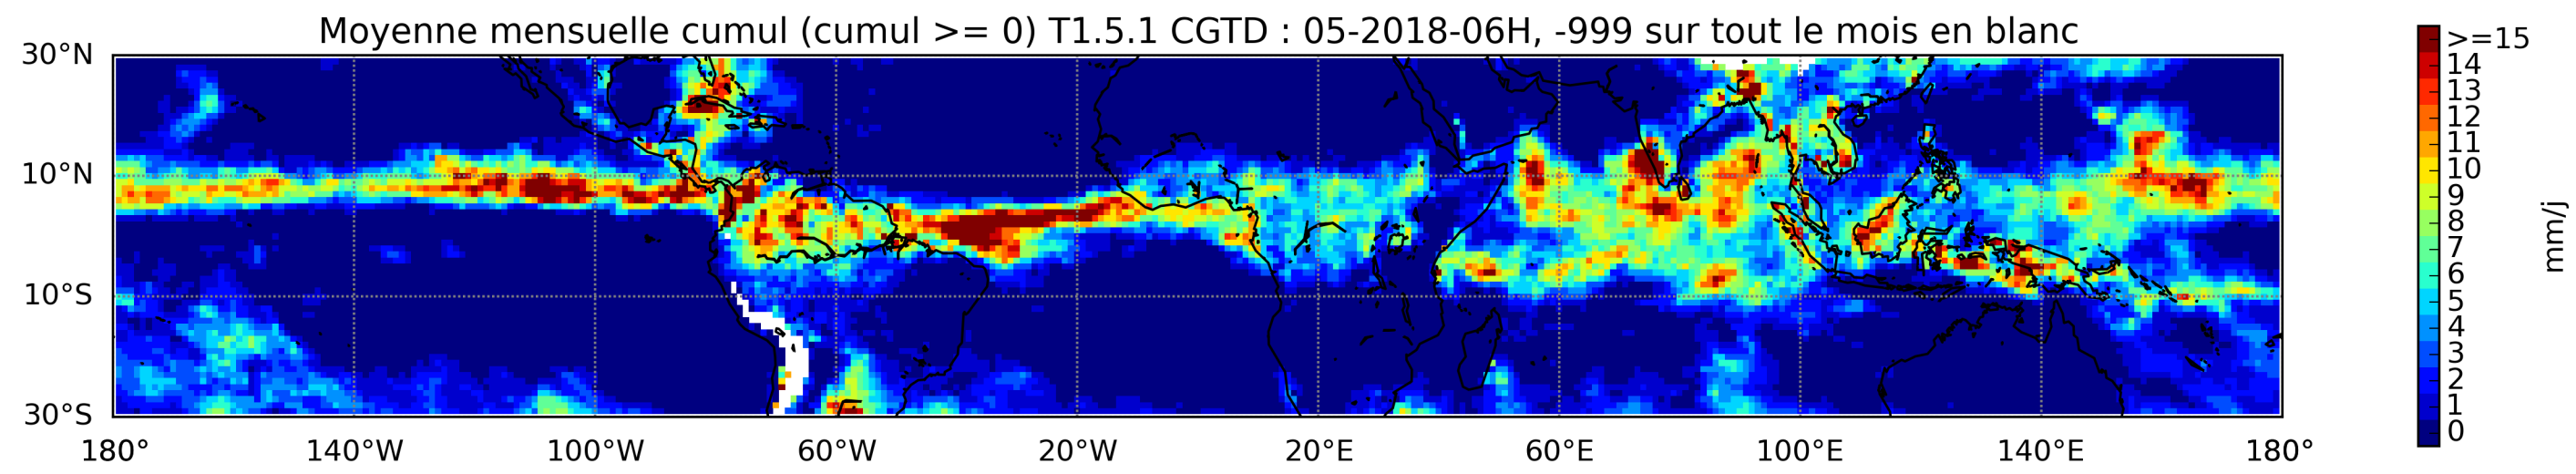 Moyenne mensuelle cumul (cumul >= 0) T1.5.1 CGTD : 05-2018-06H, -999 sur tout le mois en blanc
30°N
10°N
10°S
30°S
180°
140°W
100°W
60°W
20°W
20°E
60°E
100°E
140°E
180°
>=15
14
13
12
11
10
9
8
7
6
5
4
3
2
1
0
mm/j